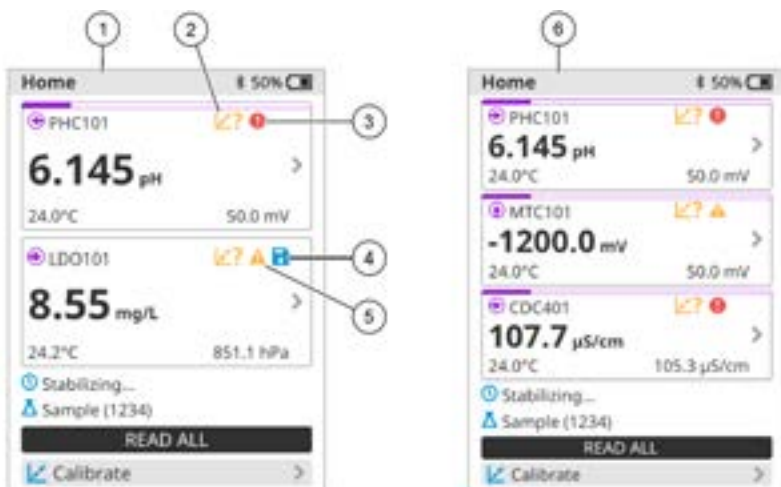 1
2
Home 50%
PHC101 ?
3
6.145 pH
24.0°C 50.0 mV
LDO101 ?
4
8.55 mg/L
5
24.2°C 851.1 hPa
Stabilizing...
Sample (1234)
READ ALL
Calibrate
6
Home 50%
PHC101 ?
6.145 pH
24.0°C 50.0 mV
MTC101 ?
-1200.0 mV
24.0°C 50.0 mV
CDC401 ?
107.7 µS/cm
24.0°C 105.3 µS/cm
Stabilizing...
Sample (1234)
READ ALL
Calibrate